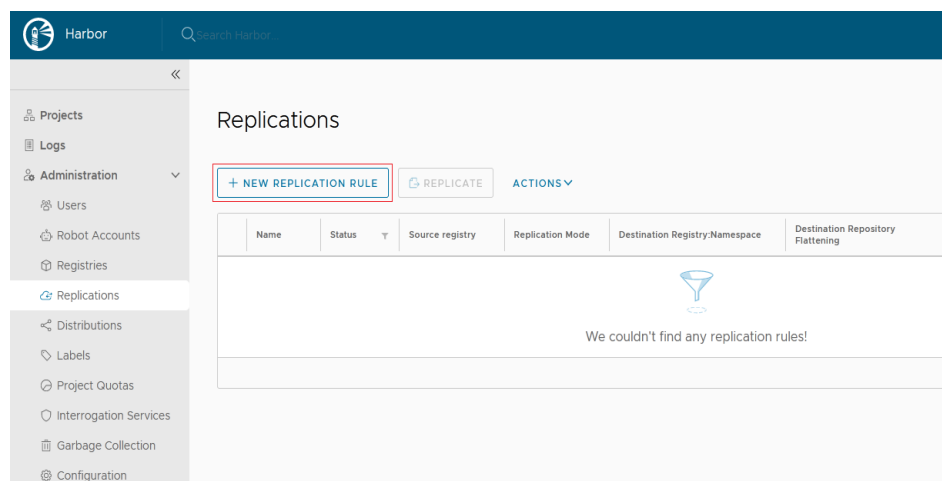 Harbor
Search Harbor...
Projects
Logs
Administration
Users
Robot Accounts
Registries
Replications
Distributions
Labels
Project Quotas
Interrogation Services
Garbage Collection
Configuration
Replications
+ NEW REPLICATION RULE REPLICATE ACTIONS
Name Status Source registry Replication Mode Destination Registry:Namespace Destination Repository
Flattening
We couldn't find any replication rules!